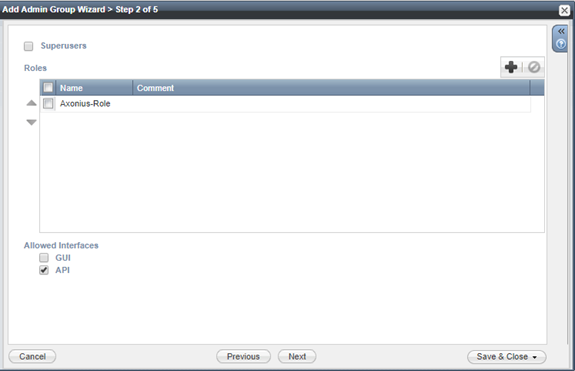 Add Admin Group Wizard > Step 2 of 5
Superusers
Roles
Name Comment
Axonius-Role
Allowed Interfaces
GUI
API
Cancel Previous Next Save & Close